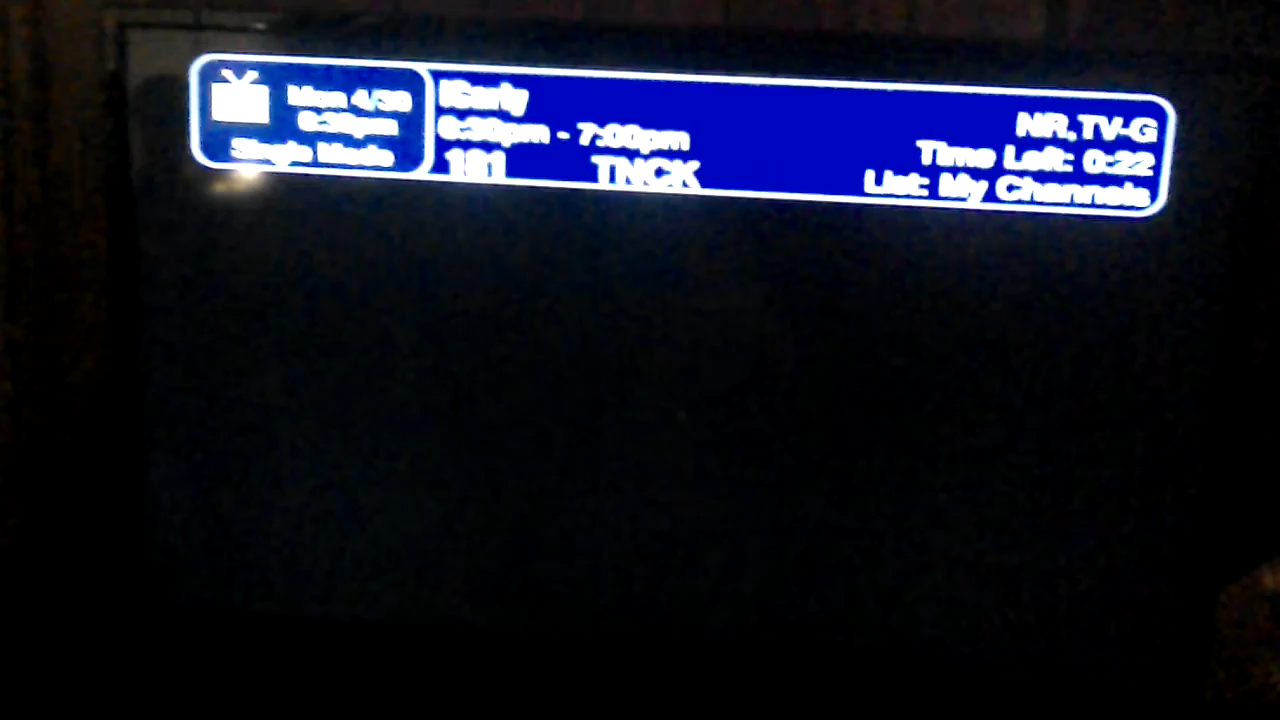 Mon 4/30
6:38pm
Single Mode
iCarly
6:30pm - 7:00pm
181 TNCK
NR,TV-G
Time Left: 0:22
List: My Channels